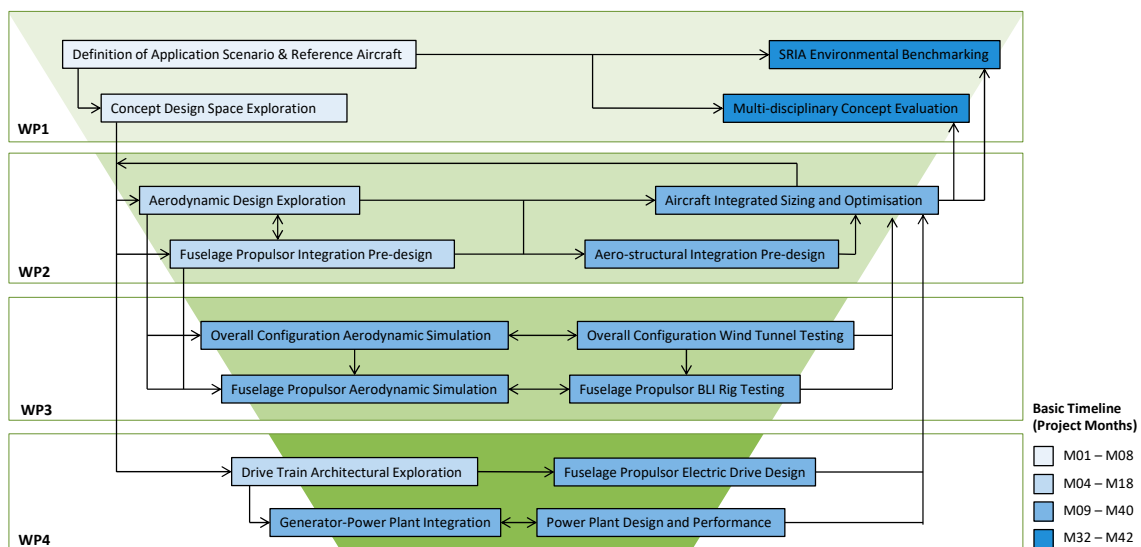 Definition of Application Scenario & Reference Aircraft
SRIA Environmental Benchmarking
Concept Design Space Exploration
Multi-disciplinary Concept Evaluation
WP1
Aerodynamic Design Exploration
Aircraft Integrated Sizing and Optimisation
Fuselage Propulsor Integration Pre-design
Aero-structural Integration Pre-design
WP2
Overall Configuration Aerodynamic Simulation
Overall Configuration Wind Tunnel Testing
Fuselage Propulsor Aerodynamic Simulation
Fuselage Propulsor BLI Rig Testing
WP3
Drive Train Architectural Exploration
Fuselage Propulsor Electric Drive Design
Generator-Power Plant Integration
Power Plant Design and Performance
WP4
Basic Timeline
(Project Months)
M01 – M08
M04 – M18
M09 – M40
M32 – M42